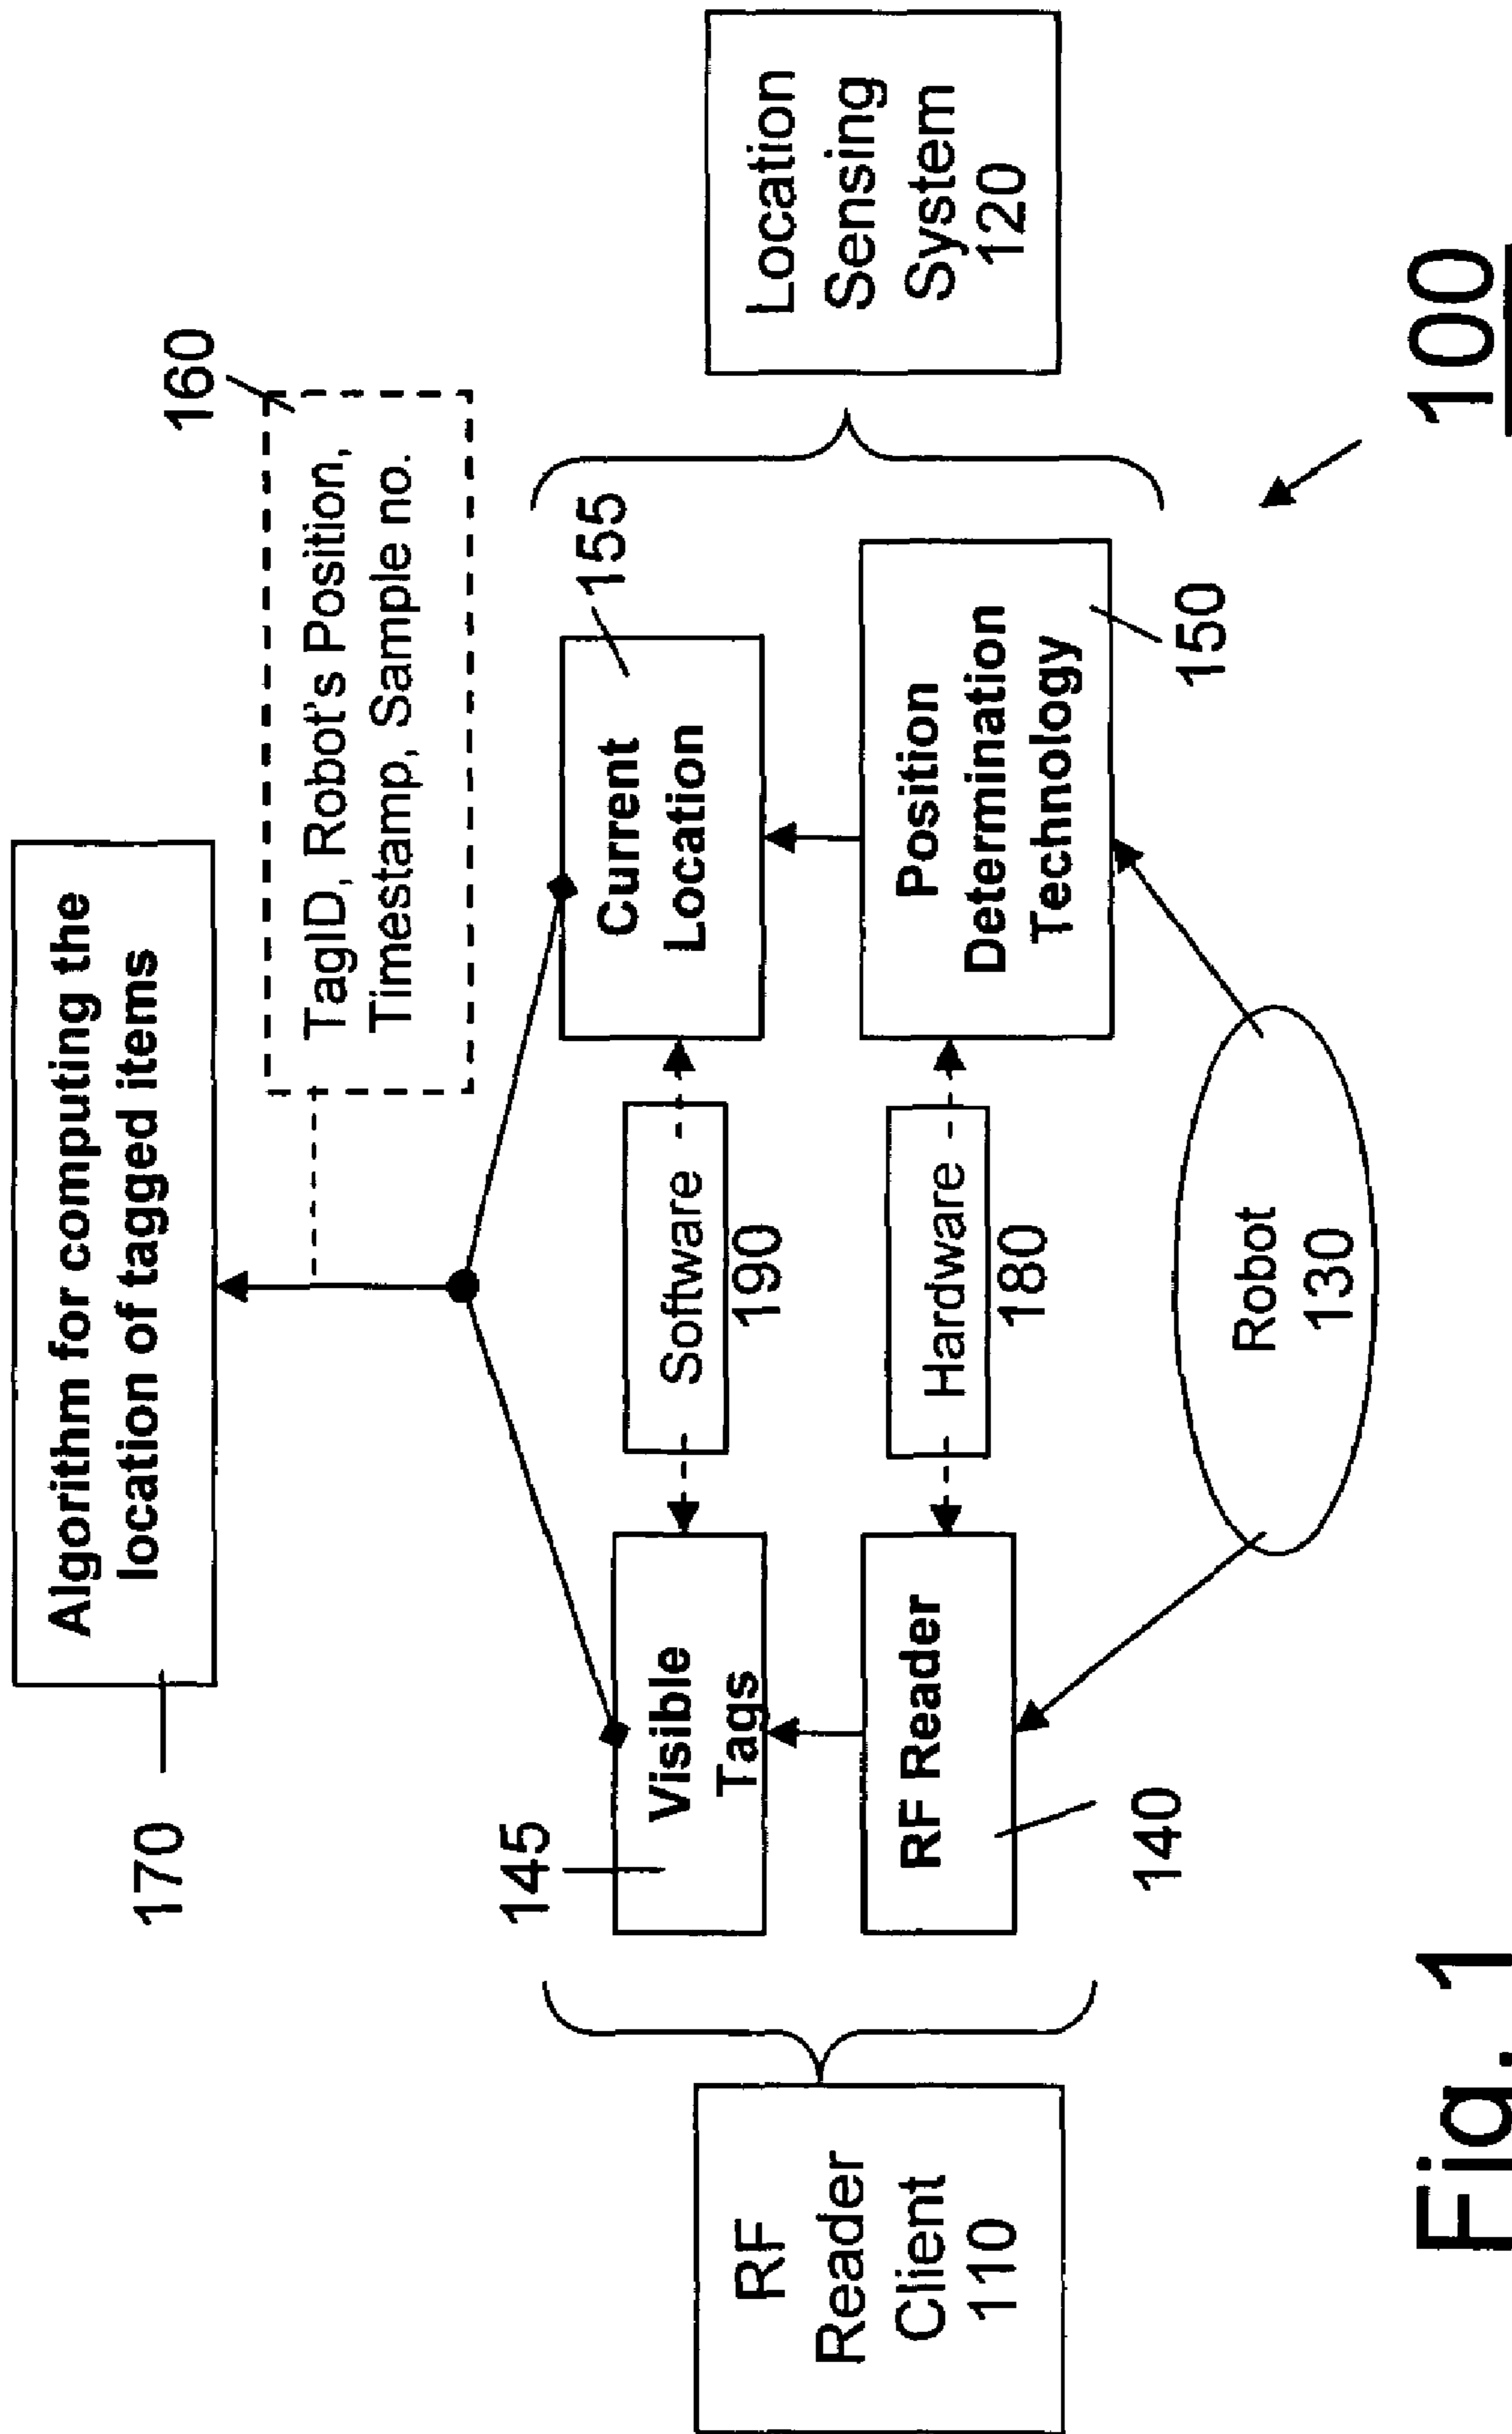 170
Algorithm for computing the
location of tagged items
160
TagID, Robot's Position,
Timestamp, Sample no.
145
Visible
Tags
Software
190
155
Current
Location
RF
Reader
Client
110
RF Reader
140
Hardware
180
Position
Determination
Technology
150
Location
Sensing
System
120
Robot
130
100
Fig. 1